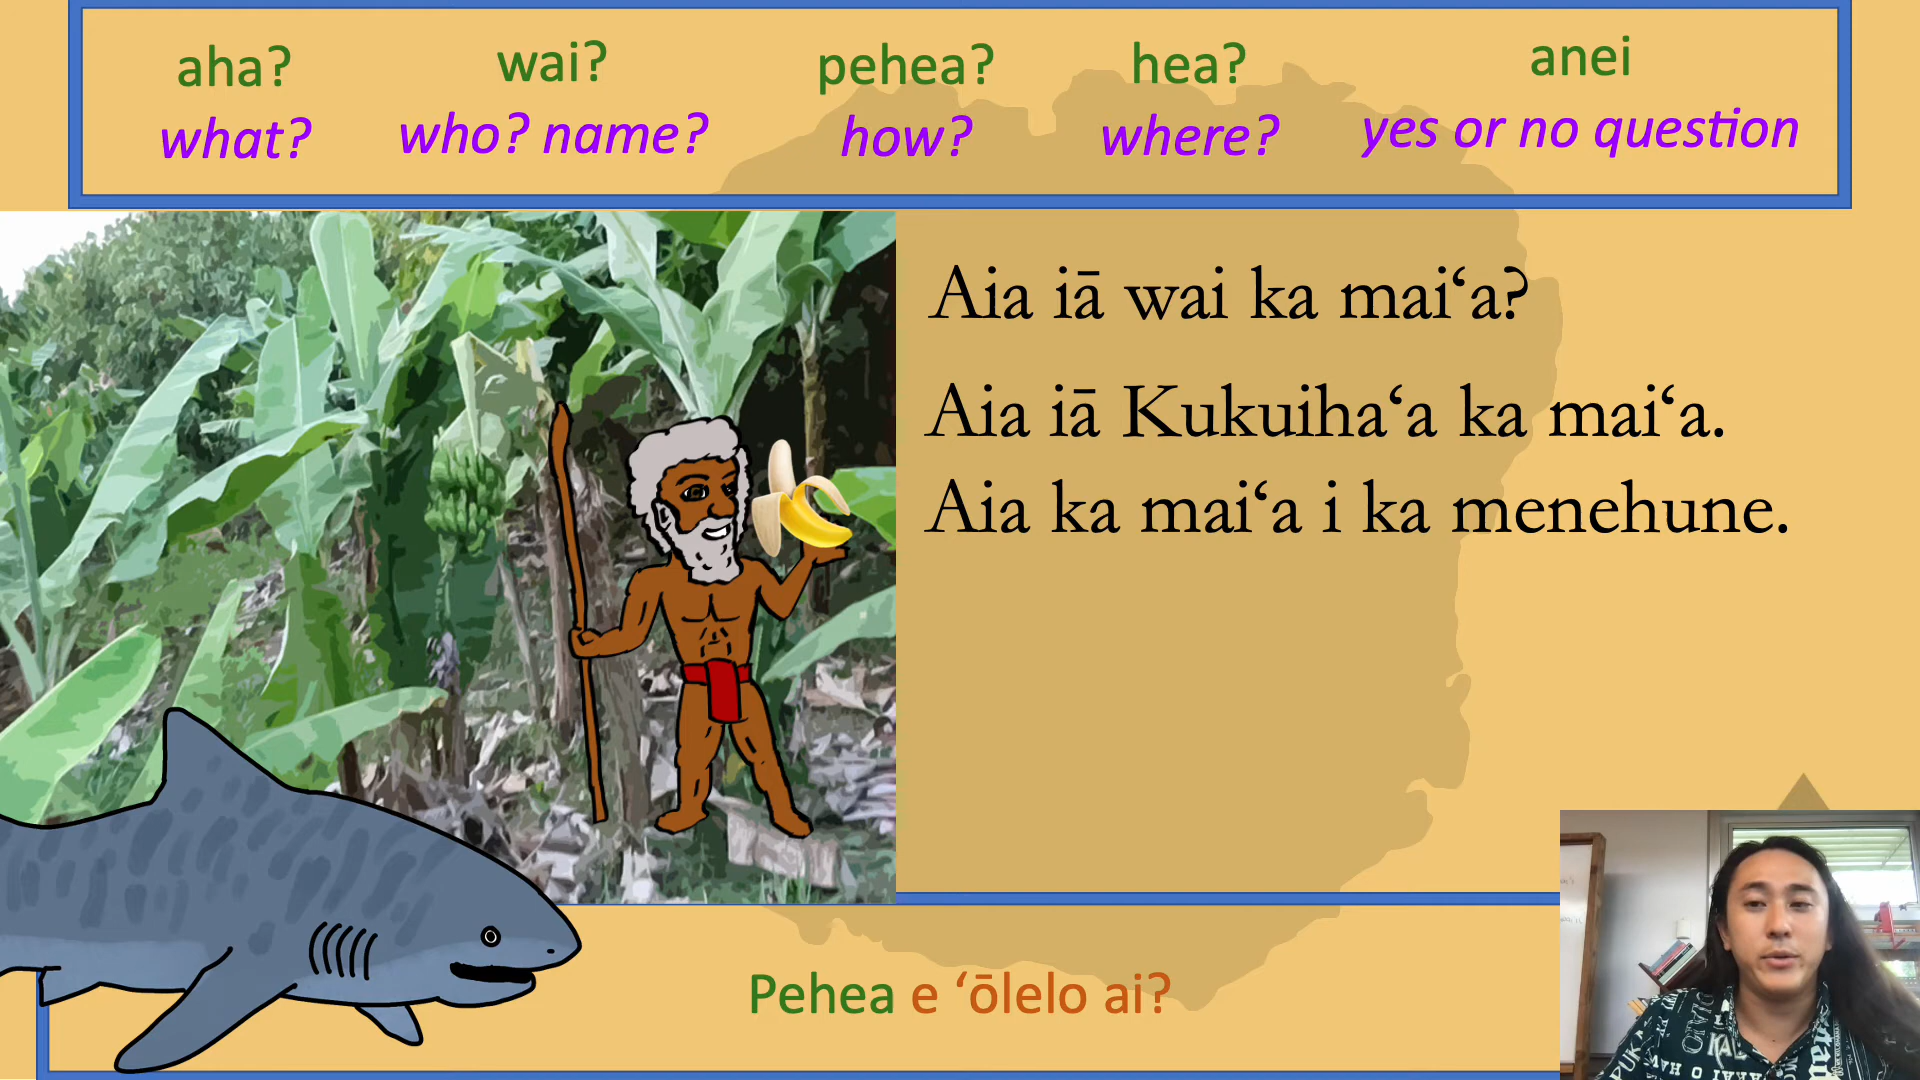 aha?
wai?
pehea?
hea?
anei
what?
who? name?
how?
where?
yes or no question
Aia iā wai ka maiʻa?
Aia iā Kukuihaʻa ka maiʻa.
Aia ka maiʻa i ka menehune.
Pehea e ʻōlelo ai?